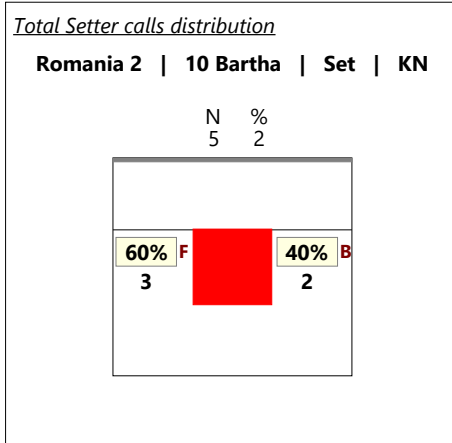 Total Setter calls distribution
Romania 2 | 10 Bartha | Set | KN
N %
5 2
60% F 40% B
3 2